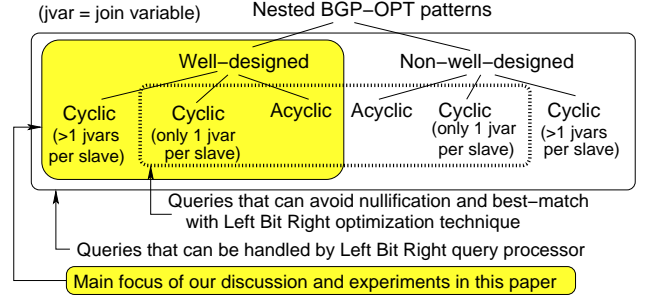 (jvar = join variable)
Nested BGP−OPT patterns
Well−designed
Non−well−designed
Cyclic
(>1 jvars
per slave)
Cyclic
(only 1 jvar
per slave)
Acyclic
Acyclic
Cyclic
(only 1 jvar
per slave)
Cyclic
(>1 jvars
per slave)
Queries that can avoid nullification and best−match
with Left Bit Right optimization technique
Queries that can be handled by Left Bit Right query processor
Main focus of our discussion and experiments in this paper